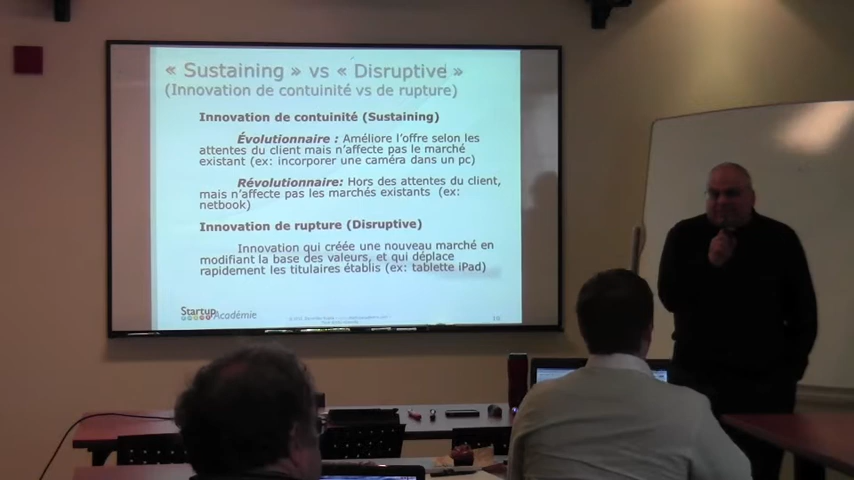 « Sustaining » vs « Disruptive »
(Innovation de contuinité vs de rupture)
Innovation de contuinité (Sustaining)
Évolutionnaire : Améliore l'offre selon les
attentes du client mais n'affecte pas le marché
existant (ex: incorporer une caméra dans un pc)
Révolutionnaire: Hors des attentes du client,
mais n'affecte pas les marchés existants (ex:
netbook)
Innovation de rupture (Disruptive)
Innovation qui créée une nouveau marché en
modifiant la base des valeurs, et qui déplace
rapidement les titulaires établis (ex: tablette iPad)
Startup Académie